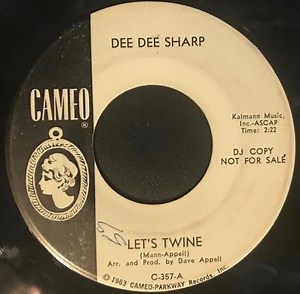 DEE DEE SHARP
CAMEO
®
Kalmann Music,
Inc.-ASCAP
Time: 2:22
DJ COPY
NOT FOR SALE
LET'S TWINE
(Mann-Appell)
Arr. and Prod. by Dave Appell
C-357-A
© 1963 CAMEO-PARKWAY Records, Inc.